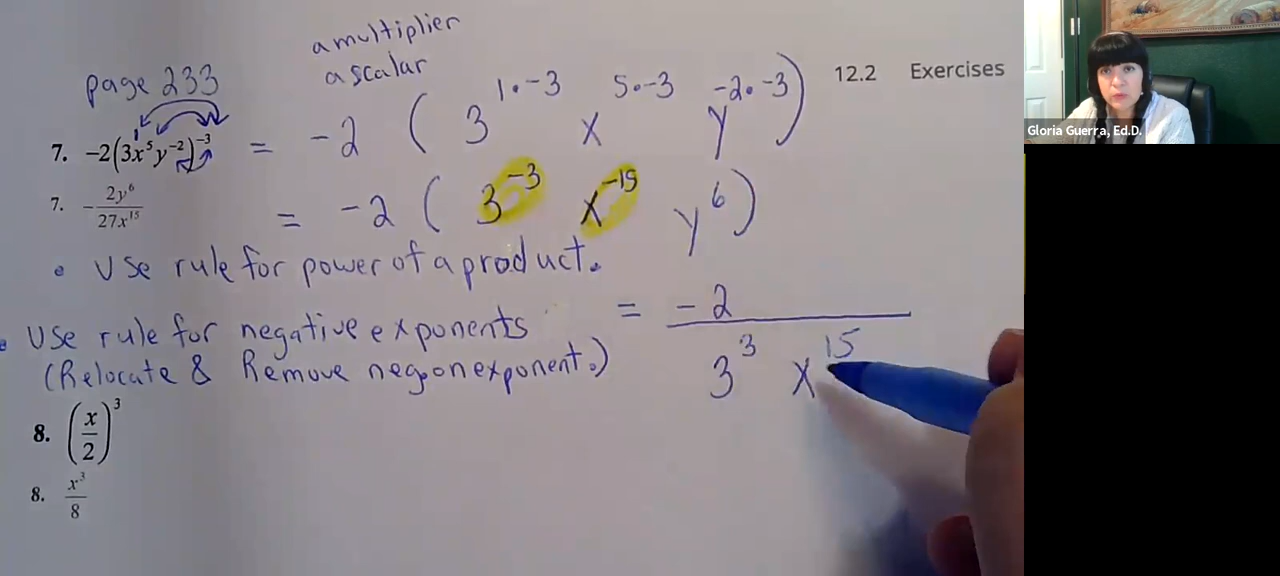 a multiplier
page 233
a scalar
12.2 Exercises
7. −2(3x⁵y⁻²)⁻³ = -2 ( 3^(1·-3) x^(5·-3) y^(-2·-3) )
7. −2y⁶/27x¹⁵
= -2 ( 3⁻³ x⁻¹⁵ y⁶ )
• Use rule for power of a product.
• Use rule for negative exponents
(Relocate & Remove neg. on exponent.)
= -2/3³ x¹⁵
8. (x/2)³
8. x³/8
Gloria Guerra, Ed.D.